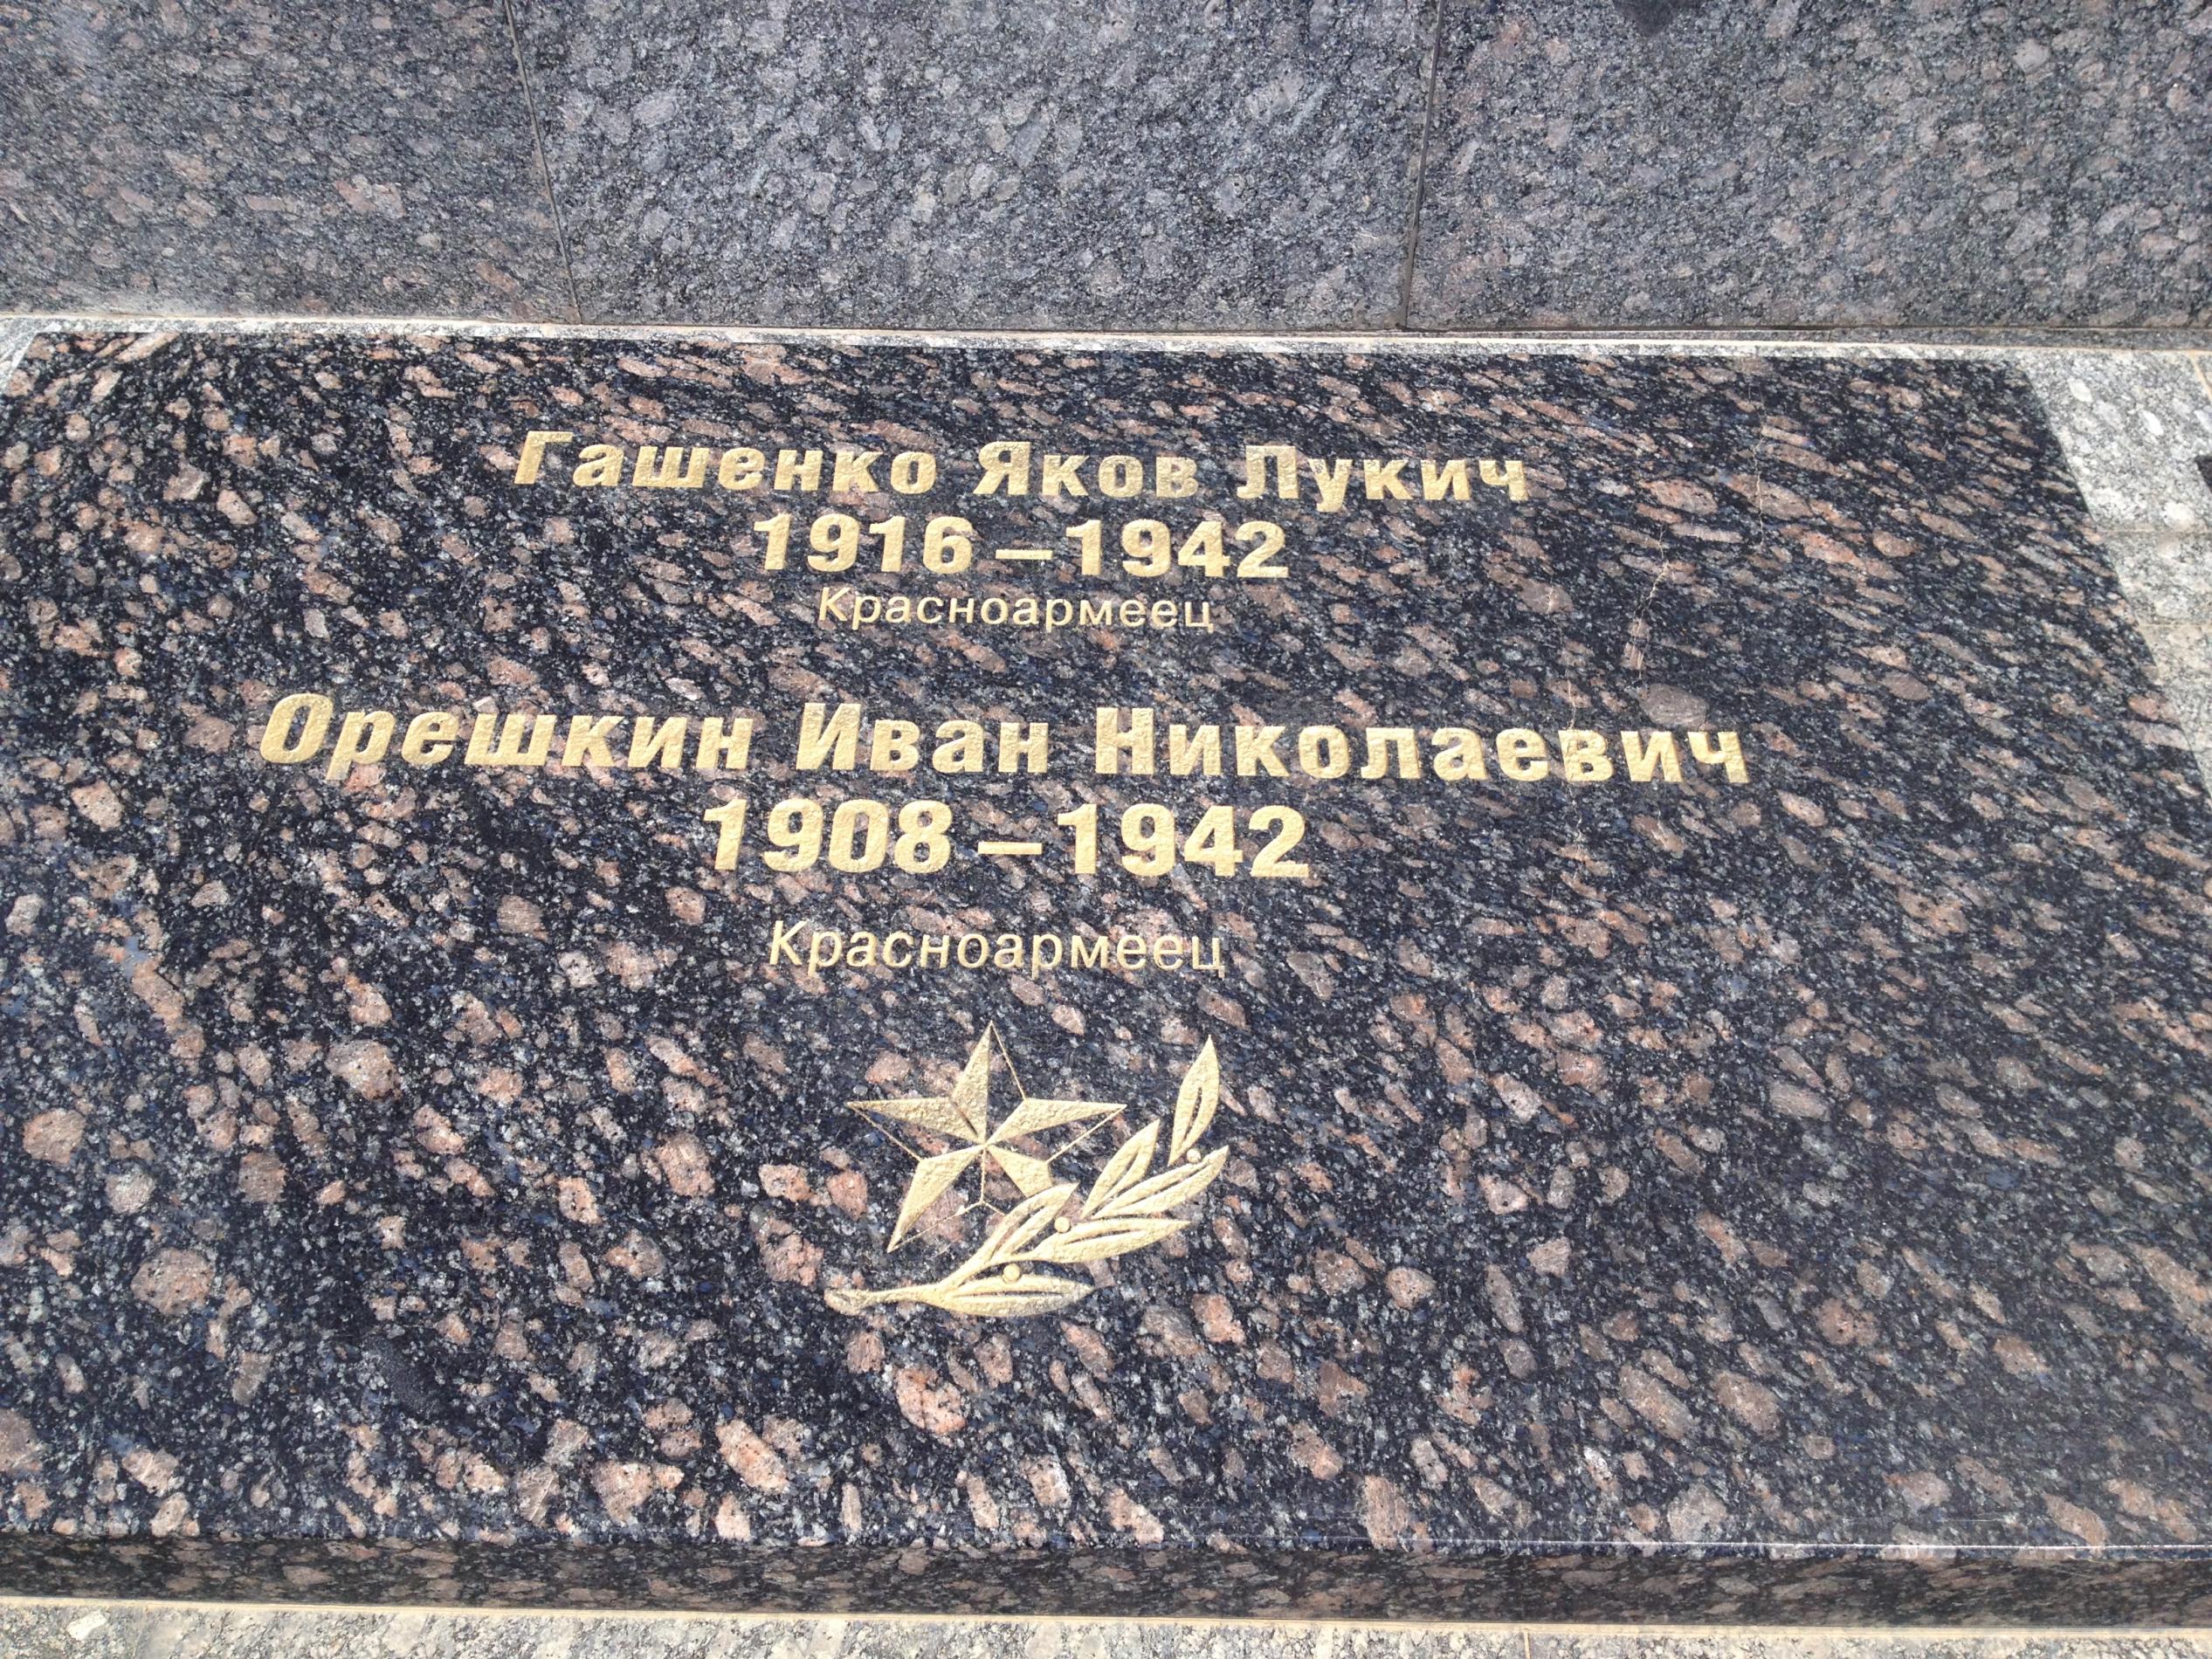 Гашенко Яков Лукич
1916 – 1942
Красноармеец
Орешкин Иван Николаевич
1908 – 1942
Красноармеец